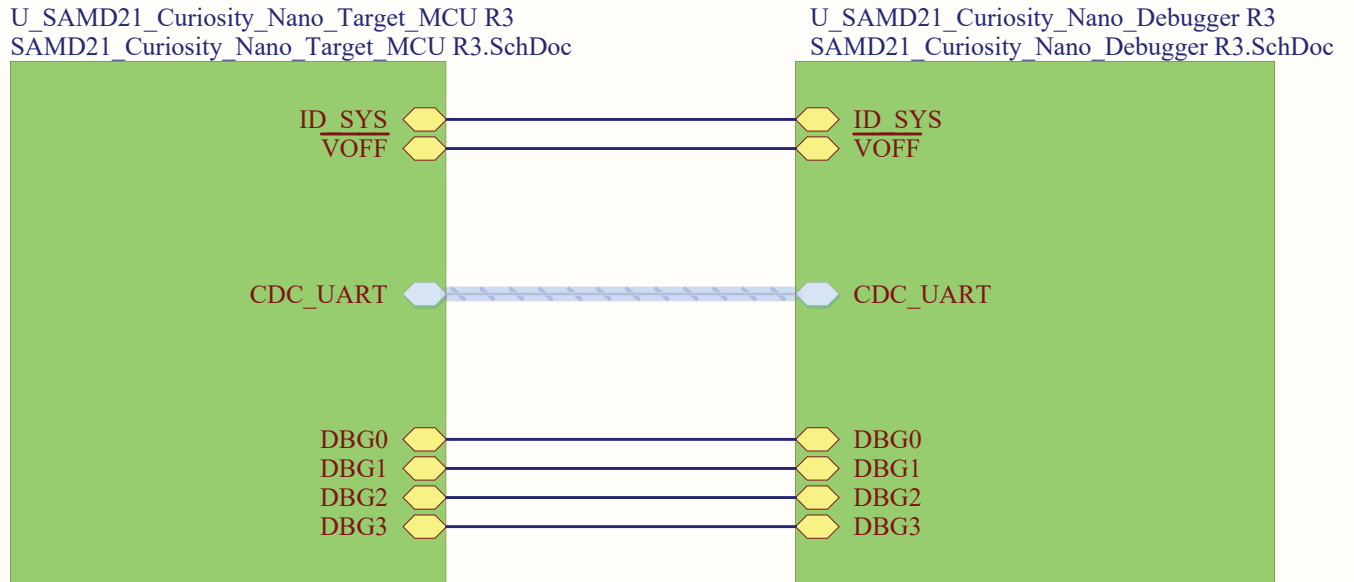 U_SAMD21_Curiosity_Nano_Target_MCU R3
SAMD21_Curiosity_Nano_Target_MCU R3.SchDoc
ID_SYS
VOFF
CDC_UART
DBG0
DBG1
DBG2
DBG3
U_SAMD21_Curiosity_Nano_Debugger R3
SAMD21_Curiosity_Nano_Debugger R3.SchDoc
ID_SYS
VOFF
CDC_UART
DBG0
DBG1
DBG2
DBG3